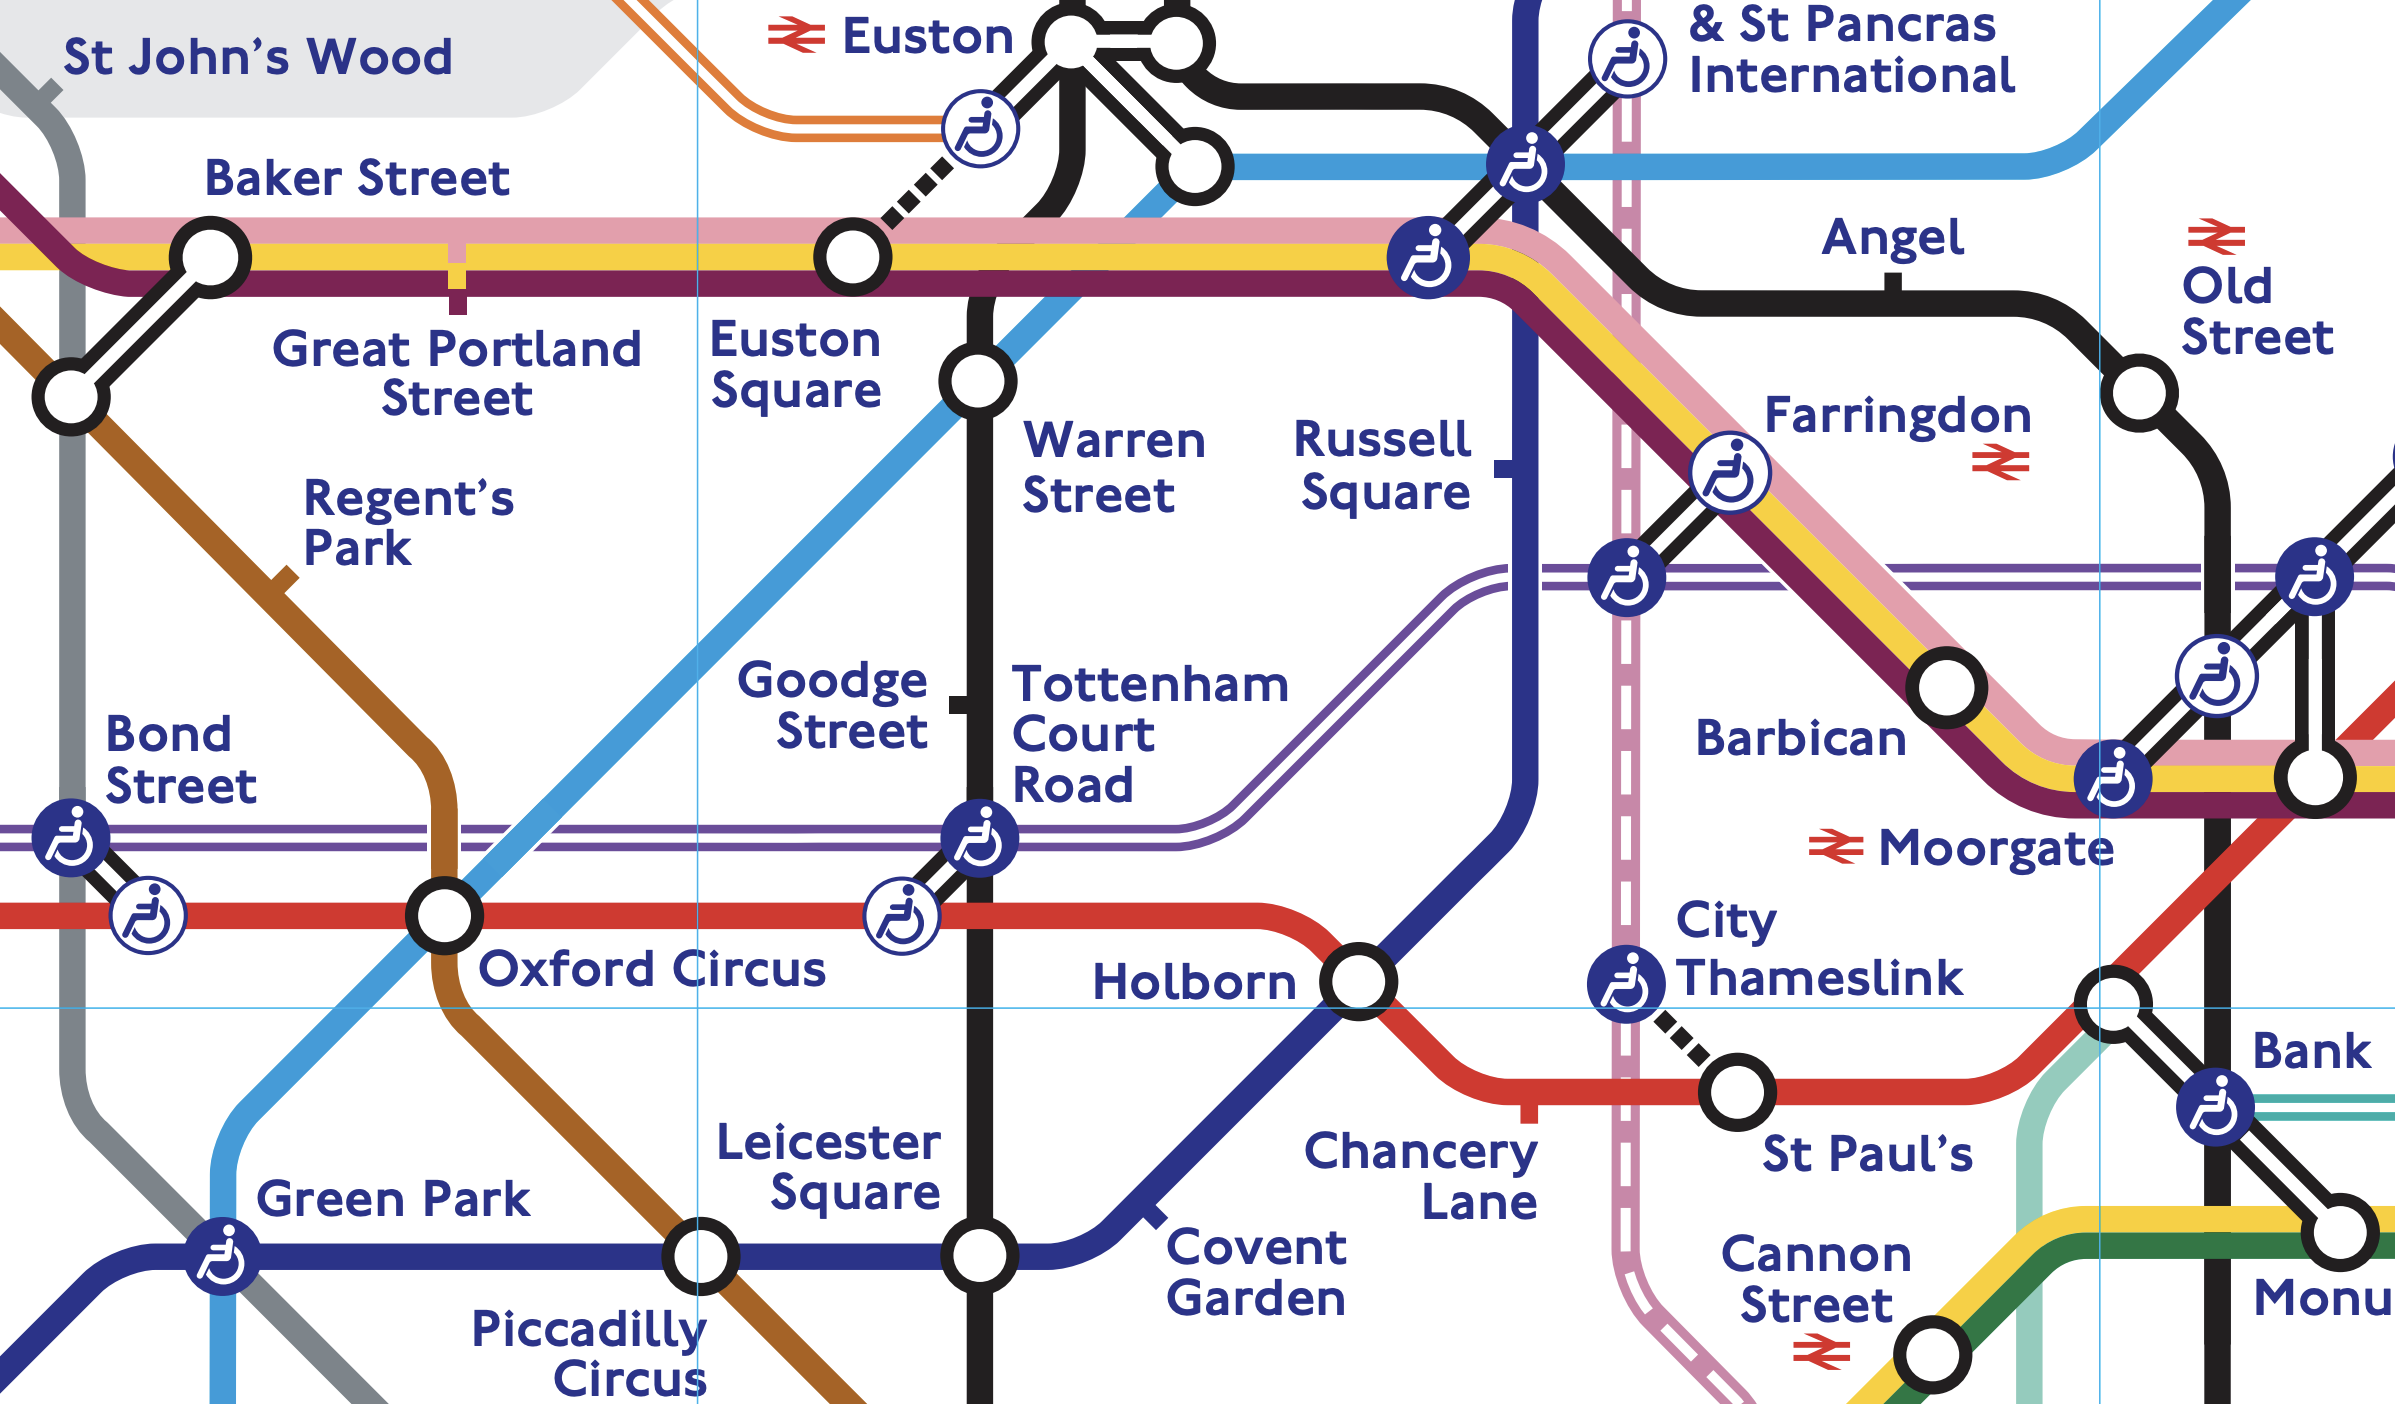 St John's Wood
Euston
& St Pancras
International
Baker Street
Angel
Old
Street
Great Portland
Street
Euston
Square
Warren
Street
Russell
Square
Farringdon
Regent's
Park
Goodge
Street
Tottenham
Court
Road
Bond
Street
Barbican
Moorgate
Oxford Circus
Holborn
City
Thameslink
Bank
Leicester
Square
Chancery
Lane
St Paul's
Green Park
Covent
Garden
Cannon
Street
Monu
Piccadilly
Circus